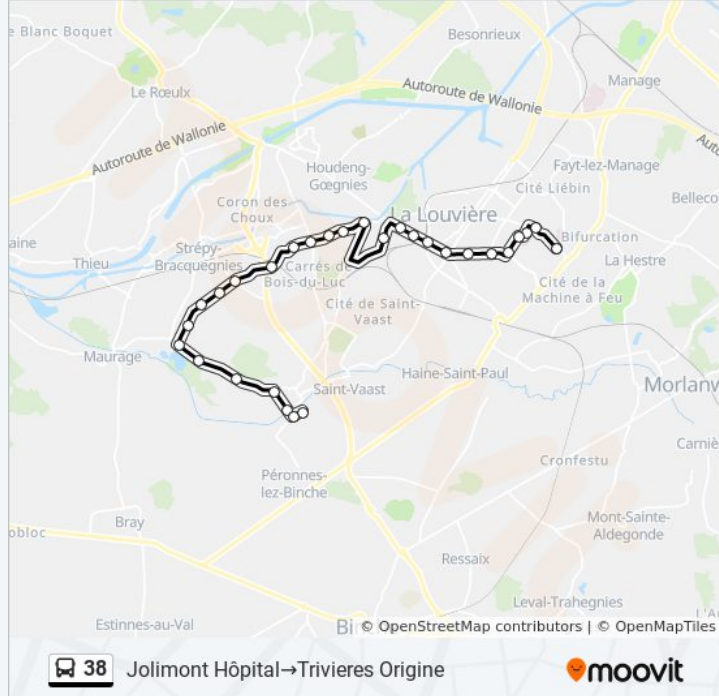 e Blanc Boquet
Besonrieux
Le Rœulx
Autoroute de Wallonie
Manage
Autoroute de Wallonie
Houdeng-
Gœgnies
Fayt-lez-Manage
Cité Liébin
Coron des
Choux
La Louvière
Bifurcation
aine
Thieu
Strépy-
Bracquegnies
Carrés de
Bois-du-Luc
La Hestre
Cité de la
Machine à Feu
Cité de Saint-
Vaast
Maurage
Saint-Vaast
Haine-Saint-Paul
Morlanw
Carniè
Péronnes-
lez-Binche
Cronfestu
obloc
Bray
Mont-Sainte-
Aldegonde
Ressaix
Leval-Trahegnies
Estinnes-au-Val
Bi
© OpenStreetMap contributors | © OpenMapTiles
38 Jolimont Hôpital→Trivieres Origine
moovit